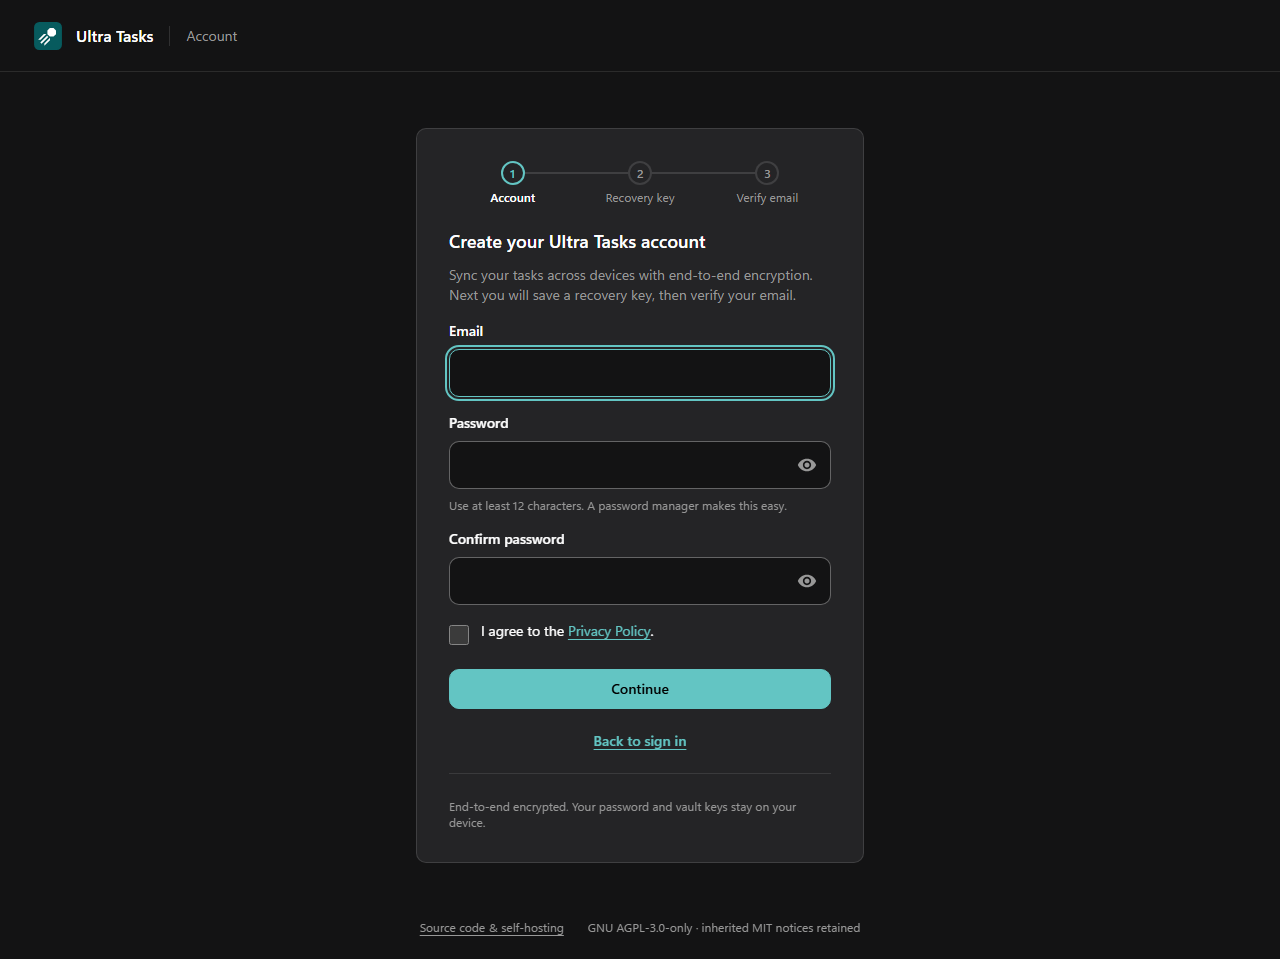 Ultra Tasks
Account
1
2
3
Account
Recovery key
Verify email
Create your Ultra Tasks account
Sync your tasks across devices with end-to-end encryption.
Next you will save a recovery key, then verify your email.
Email
Password
Use at least 12 characters. A password manager makes this easy.
Confirm password
I agree to the Privacy Policy.
Continue
Back to sign in
End-to-end encrypted. Your password and vault keys stay on your
device.
Source code & self-hosting
GNU AGPL-3.0-only · inherited MIT notices retained